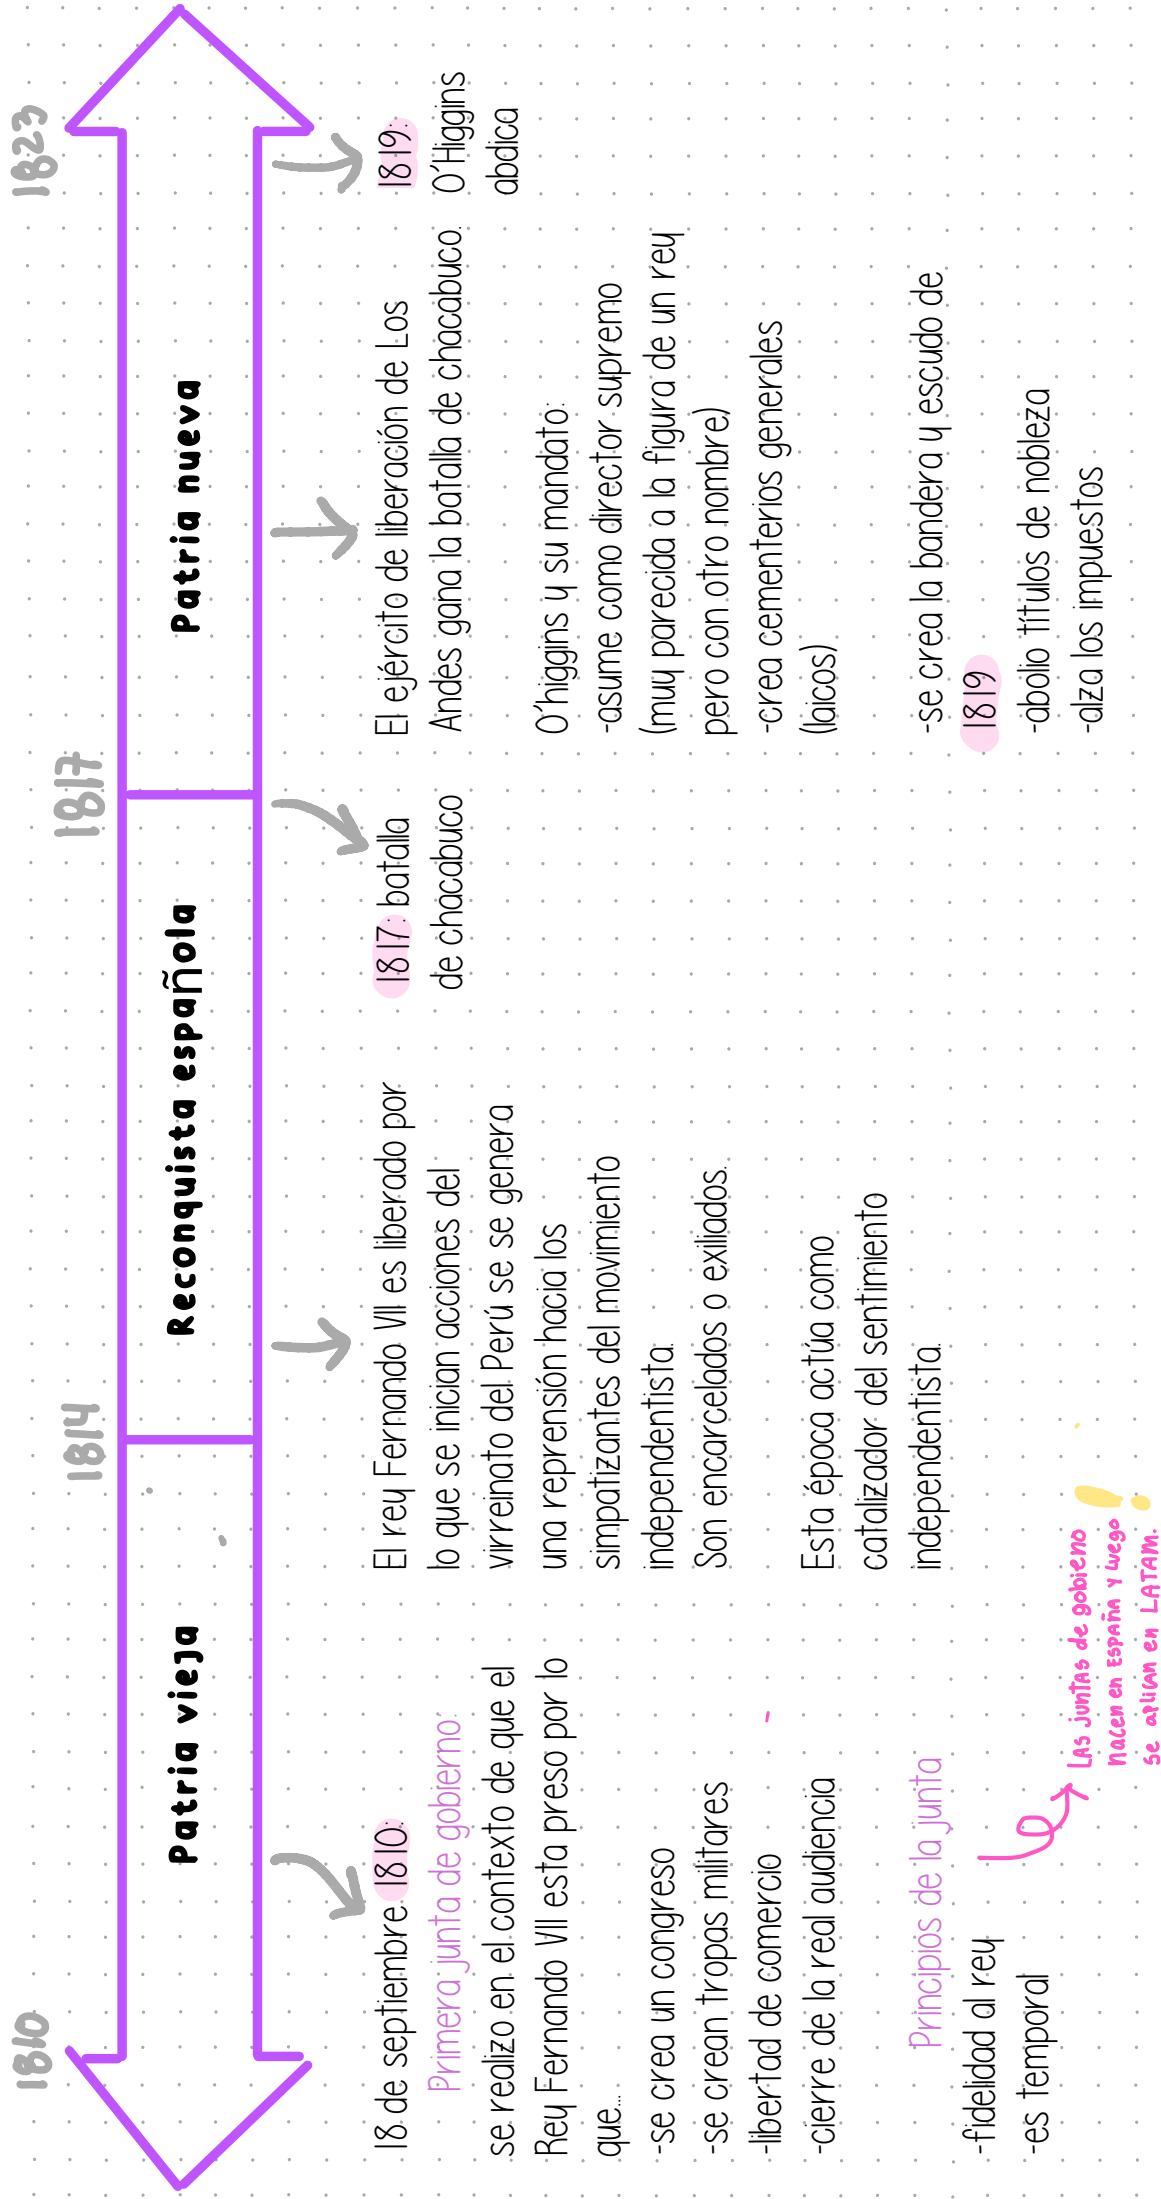 1810
1814
1817
1823
Patria vieja
Reconquista española
Patria nueva
18 de septiembre 1810:
Primera junta de gobierno
se realizo en el contexto de que el
Rey Fernando VII esta preso por lo
que...
-se crea un congreso
-se crean tropas militares
-libertad de comercio
-cierre de la real audiencia
Principios de la junta
-fidelidad al rey
-es temporal
Las juntas de gobieno
nacen en España y luego
se aplican en LATAM.
El rey Fernando VII es liberado por
lo que se inician acciones del
virreinato del Perú se se genera
una reprensión hacia los
simpatizantes del movimiento
independentista.
Son encarcelados o exiliados.
Esta época actúa como
catalizador del sentimiento
independentista.
1817: batalla
de chacabuco
El ejército de liberación de Los
Andes gana la batalla de chacabuco.
O'higgins y su mandato:
-asume como director supremo
(muy parecida a la figura de un rey
pero con otro nombre)
-crea cementerios generales
(laicos)
-se crea la bandera y escudo de
1819
-abolio títulos de nobleza
-alza los impuestos
1819:
O'Higgins
abdica